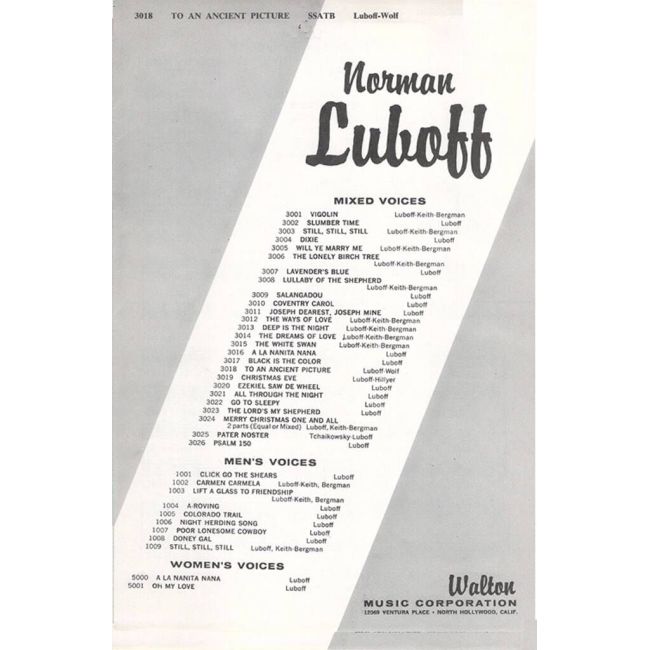 3018 TO AN ANCIENT PICTURE SSATB Luboff-Wolf
Norman
Luboff
MIXED VOICES
3001 VIGOLIN Luboff-Keith-Bergman
3002 SLUMBER TIME Luboff
3003 STILL, STILL, STILL Luboff-Keith-Bergman
3004 DIXIE Luboff
3005 WILL YE MARRY ME Luboff-Keith-Bergman
3006 THE LONELY BIRCH TREE
Luboff-Keith-Bergman
3007 LAVENDER'S BLUE Luboff
3008 LULLABY OF THE SHEPHERD
Luboff-Keith-Bergman
3009 SALANGADOU Luboff
3010 COVENTRY CAROL Luboff
3011 JOSEPH DEAREST, JOSEPH MINE Luboff
3012 THE WAYS OF LOVE Luboff-Keith-Bergman
3013 DEEP IS THE NIGHT Luboff-Keith-Bergman
3014 THE DREAMS OF LOVE Luboff-Keith-Bergman
3015 THE WHITE SWAN Luboff-Keith-Bergman
3016 A LA NANITA NANA Luboff
3017 BLACK IS THE COLOR Luboff
3018 TO AN ANCIENT PICTURE Luboff-Wolf
3019 CHRISTMAS EVE Luboff-Hillyer
3020 EZEKIEL SAW DE WHEEL Luboff
3021 ALL THROUGH THE NIGHT Luboff
3022 GO TO SLEEPY Luboff
3023 THE LORD'S MY SHEPHERD Luboff
3024 MERRY CHRISTMAS ONE AND ALL
2 parts (Equal or Mixed) Luboff, Keith-Bergman
3025 PATER NOSTER Tchaikowsky-Luboff
3026 PSALM 150 Luboff
MEN'S VOICES
1001 CLICK GO THE SHEARS Luboff
1002 CARMEN CARMELA Luboff-Keith, Bergman
1003 LIFT A GLASS TO FRIENDSHIP
Luboff-Keith, Bergman
1004 A-ROVING Luboff
1005 COLORADO TRAIL Luboff
1006 NIGHT HERDING SONG Luboff
1007 POOR LONESOME COWBOY Luboff
1008 DONEY GAL Luboff
1009 STILL, STILL, STILL Luboff, Keith-Bergman
WOMEN'S VOICES
5000 A LA NANITA NANA Luboff
5001 OH MY LOVE Luboff
Walton
MUSIC CORPORATION
12069 VENTURA PLACE • NORTH HOLLYWOOD, CALIF.